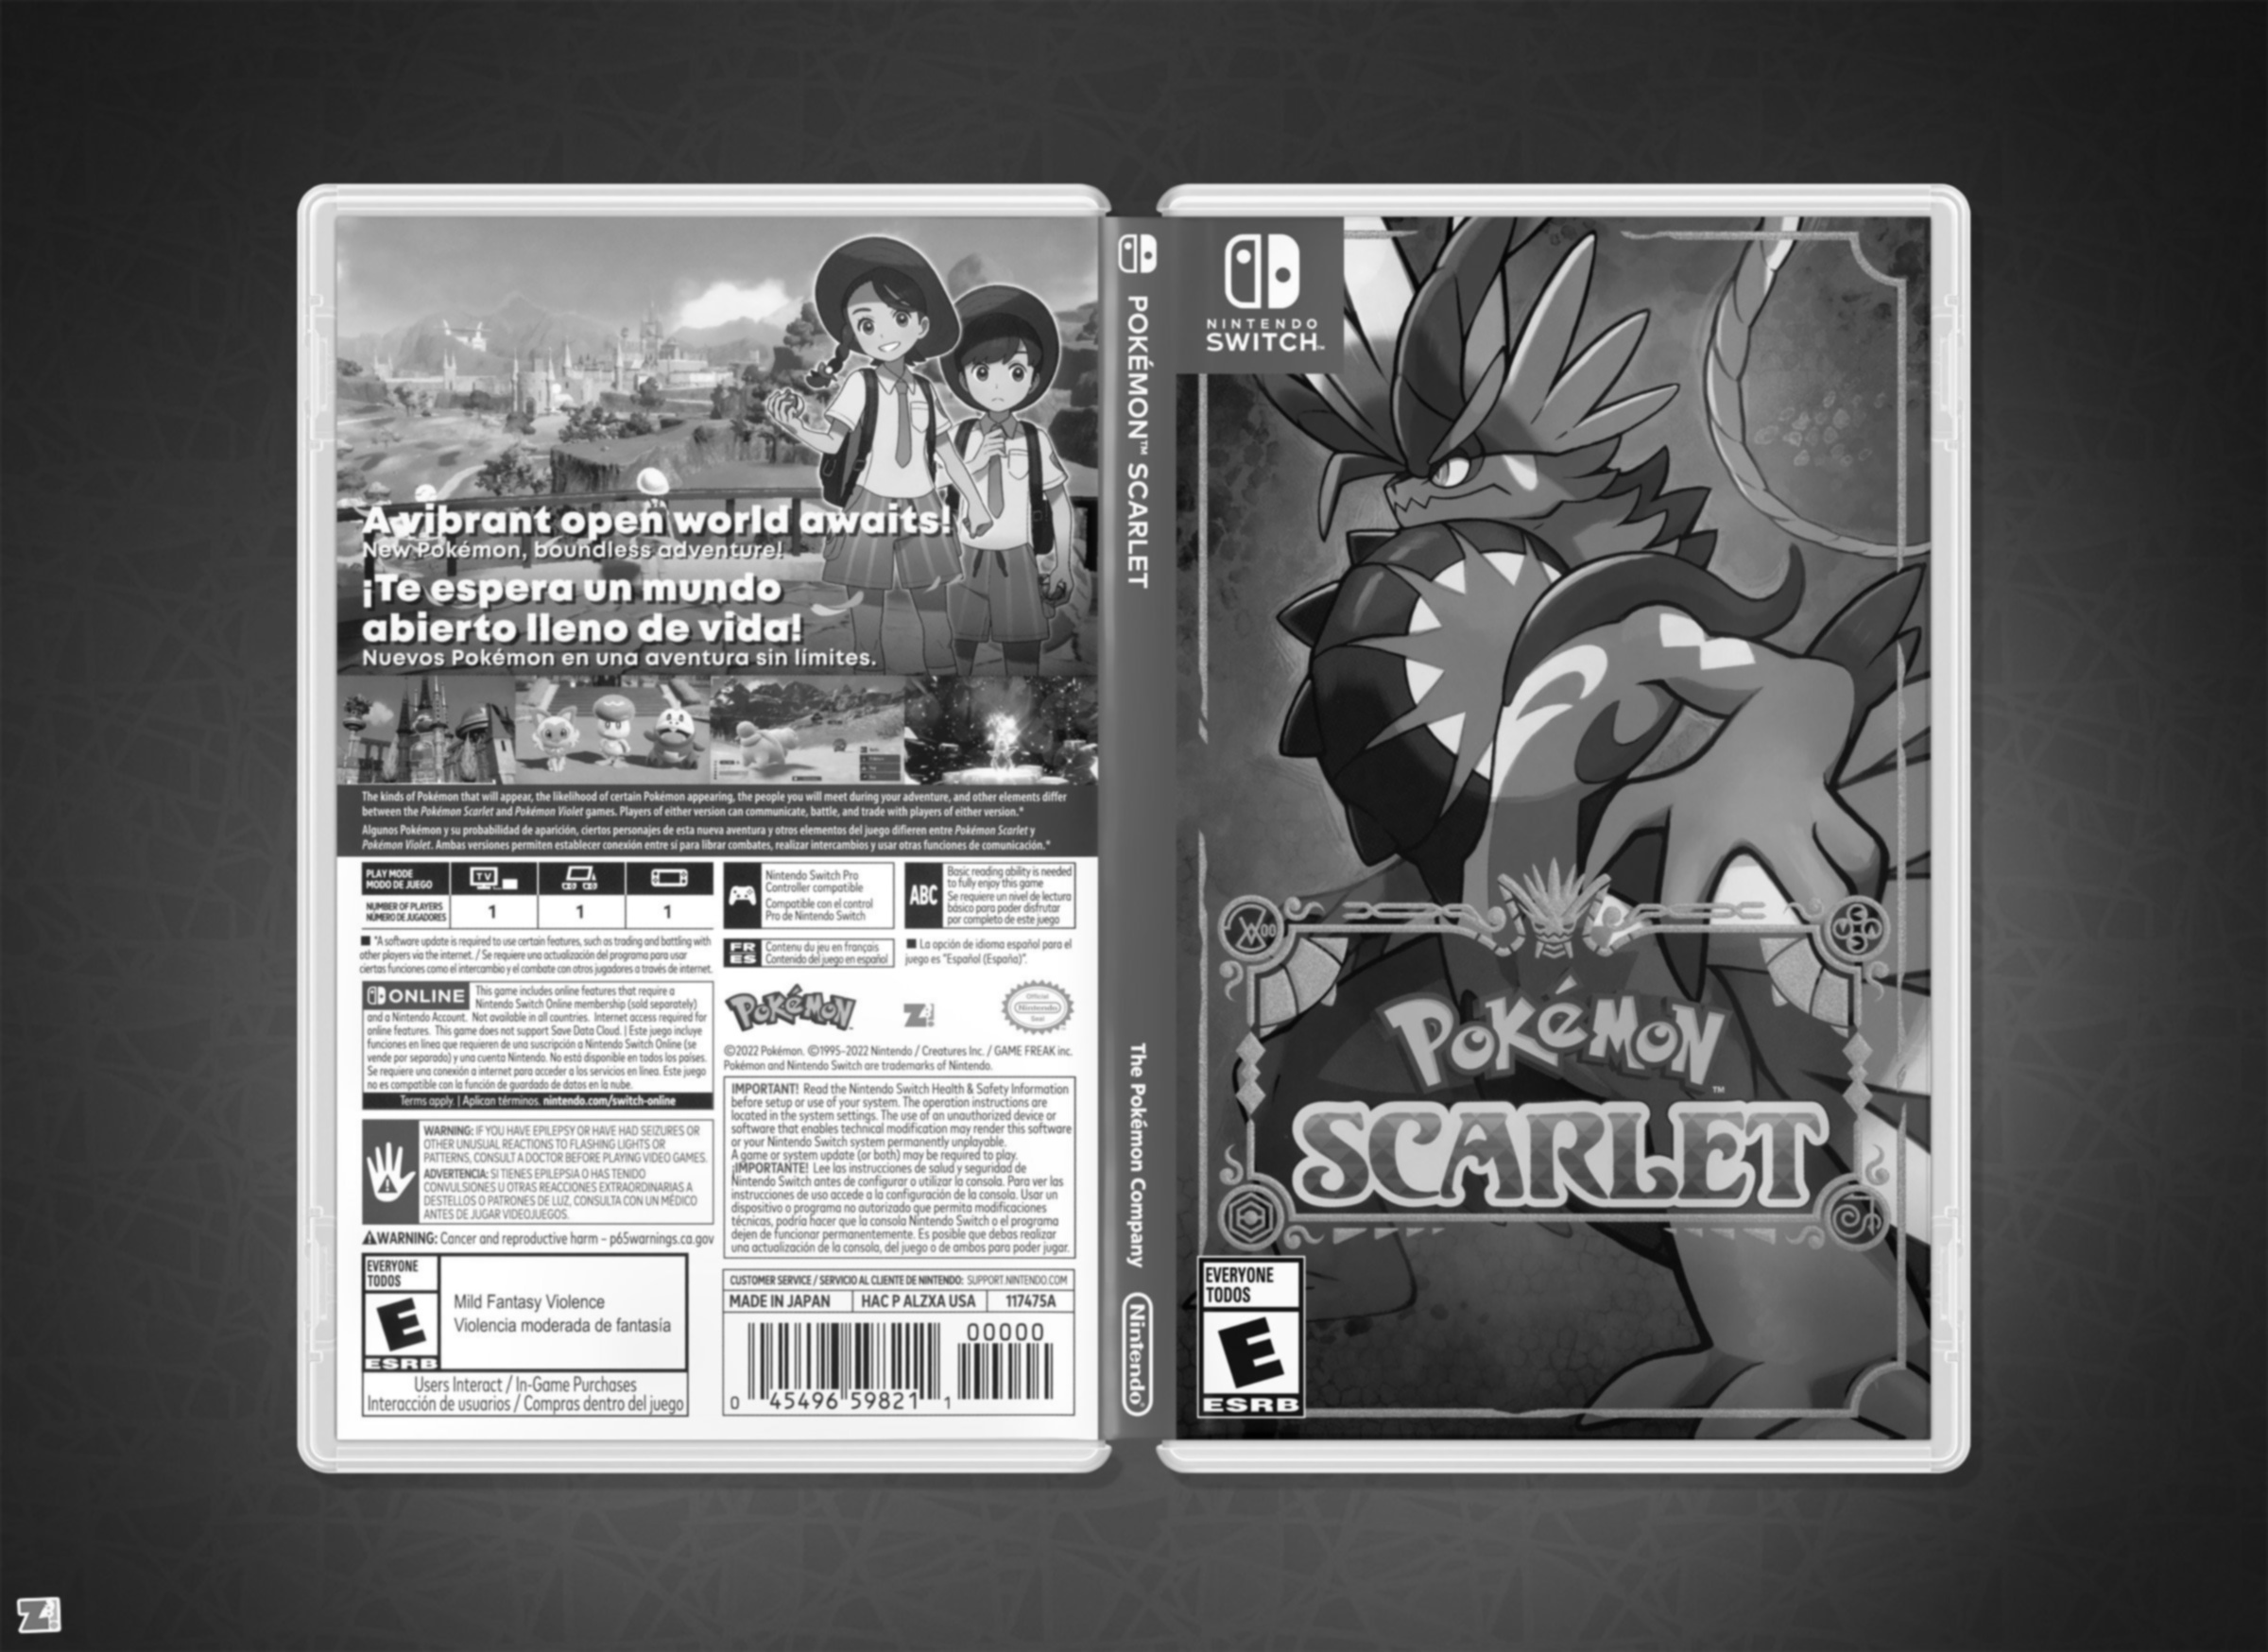 A vibrant open world awaits!
New Pokémon, boundless adventure!
¡Te espera un mundo
abierto lleno de vida!
Nuevos Pokémon en una aventura sin límites.
The kinds of Pokémon that will appear, the likelihood of certain Pokémon appearing, the people you will meet during your adventure, and other elements differ
between the Pokémon Scarlet and Pokémon Violet games. Players of either version can communicate, battle, and trade with players of either version.*
Algunos Pokémon y su probabilidad de aparición, ciertos personajes de esta nueva aventura y otros elementos del juego difieren entre Pokémon Scarlet y
Pokémon Violet. Ambas versiones permiten establecer conexión entre sí para librar combates, realizar intercambios y usar otras funciones de comunicación.*
PLAY MODE
MODO DE JUEGO
TV
NUMBER OF PLAYERS
NÚMERO DE JUGADORES
1 1 1
*A software update is required to use certain features, such as trading and battling with
other players via the internet. / Se requiere una actualización del programa para usar
ciertas funciones como el intercambio y el combate con otros jugadores a través de internet.
ONLINE
This game includes online features that require a
Nintendo Switch Online membership (sold separately)
and a Nintendo Account. Not available in all countries. Internet access required for
online features. This game does not support Save Data Cloud. | Este juego incluye
funciones en línea que requieren de una suscripción a Nintendo Switch Online (se
vende por separado) y una cuenta Nintendo. No está disponible en todos los países.
Se requiere una conexión a internet para acceder a los servicios en línea. Este juego
no es compatible con la función de guardado de datos en la nube.
Terms apply. | Aplican términos. nintendo.com/switch-online
WARNING: IF YOU HAVE EPILEPSY OR HAVE HAD SEIZURES OR
OTHER UNUSUAL REACTIONS TO FLASHING LIGHTS OR
PATTERNS, CONSULT A DOCTOR BEFORE PLAYING VIDEO GAMES.
ADVERTENCIA: SI TIENES EPILEPSIA O HAS TENIDO
CONVULSIONES U OTRAS REACCIONES EXTRAORDINARIAS A
DESTELLOS O PATRONES DE LUZ, CONSULTA CON UN MÉDICO
ANTES DE JUGAR VIDEOJUEGOS.
WARNING: Cancer and reproductive harm – p65warnings.ca.gov
EVERYONE
TODOS
E
ESRB
Mild Fantasy Violence
Violencia moderada de fantasía
Users Interact / In-Game Purchases
Interacción de usuarios / Compras dentro del juego
Nintendo Switch Pro
Controller compatible
Compatible con el control
Pro de Nintendo Switch
ABC
Basic reading ability is needed
to fully enjoy this game
Se requiere un nivel de lectura
básico para poder disfrutar
por completo de este juego
FR
ES
Contenu du jeu en français
Contenido del juego en español
La opción de idioma español para el
juego es "Español (España)".
POKéMON
Official
Nintendo
Seal
©2022 Pokémon. ©1995–2022 Nintendo / Creatures Inc. / GAME FREAK inc.
Pokémon and Nintendo Switch are trademarks of Nintendo.
IMPORTANT! Read the Nintendo Switch Health & Safety Information
before setup or use of your system. The operation instructions are
located in the system settings. The use of an unauthorized device or
software that enables technical modification may render this software
or your Nintendo Switch system permanently unplayable.
A game or system update (or both) may be required to play.
¡IMPORTANTE! Lee las instrucciones de salud y seguridad de
Nintendo Switch antes de configurar o utilizar la consola. Para ver las
instrucciones de uso accede a la configuración de la consola. Usar un
dispositivo o programa no autorizado que permita modificaciones
técnicas, podría hacer que la consola Nintendo Switch o el programa
dejen de funcionar permanentemente. Es posible que debas realizar
una actualización de la consola, del juego o de ambos para poder jugar.
CUSTOMER SERVICE / SERVICIO AL CLIENTE DE NINTENDO: SUPPORT.NINTENDO.COM
MADE IN JAPAN HAC P ALZXA USA 117475A
00000
0 45496 59821 1
POKÉMON™ SCARLET
The Pokémon Company
Nintendo
NINTENDO
SWITCH™
POKéMON™
SCARLET
EVERYONE
TODOS
E
ESRB